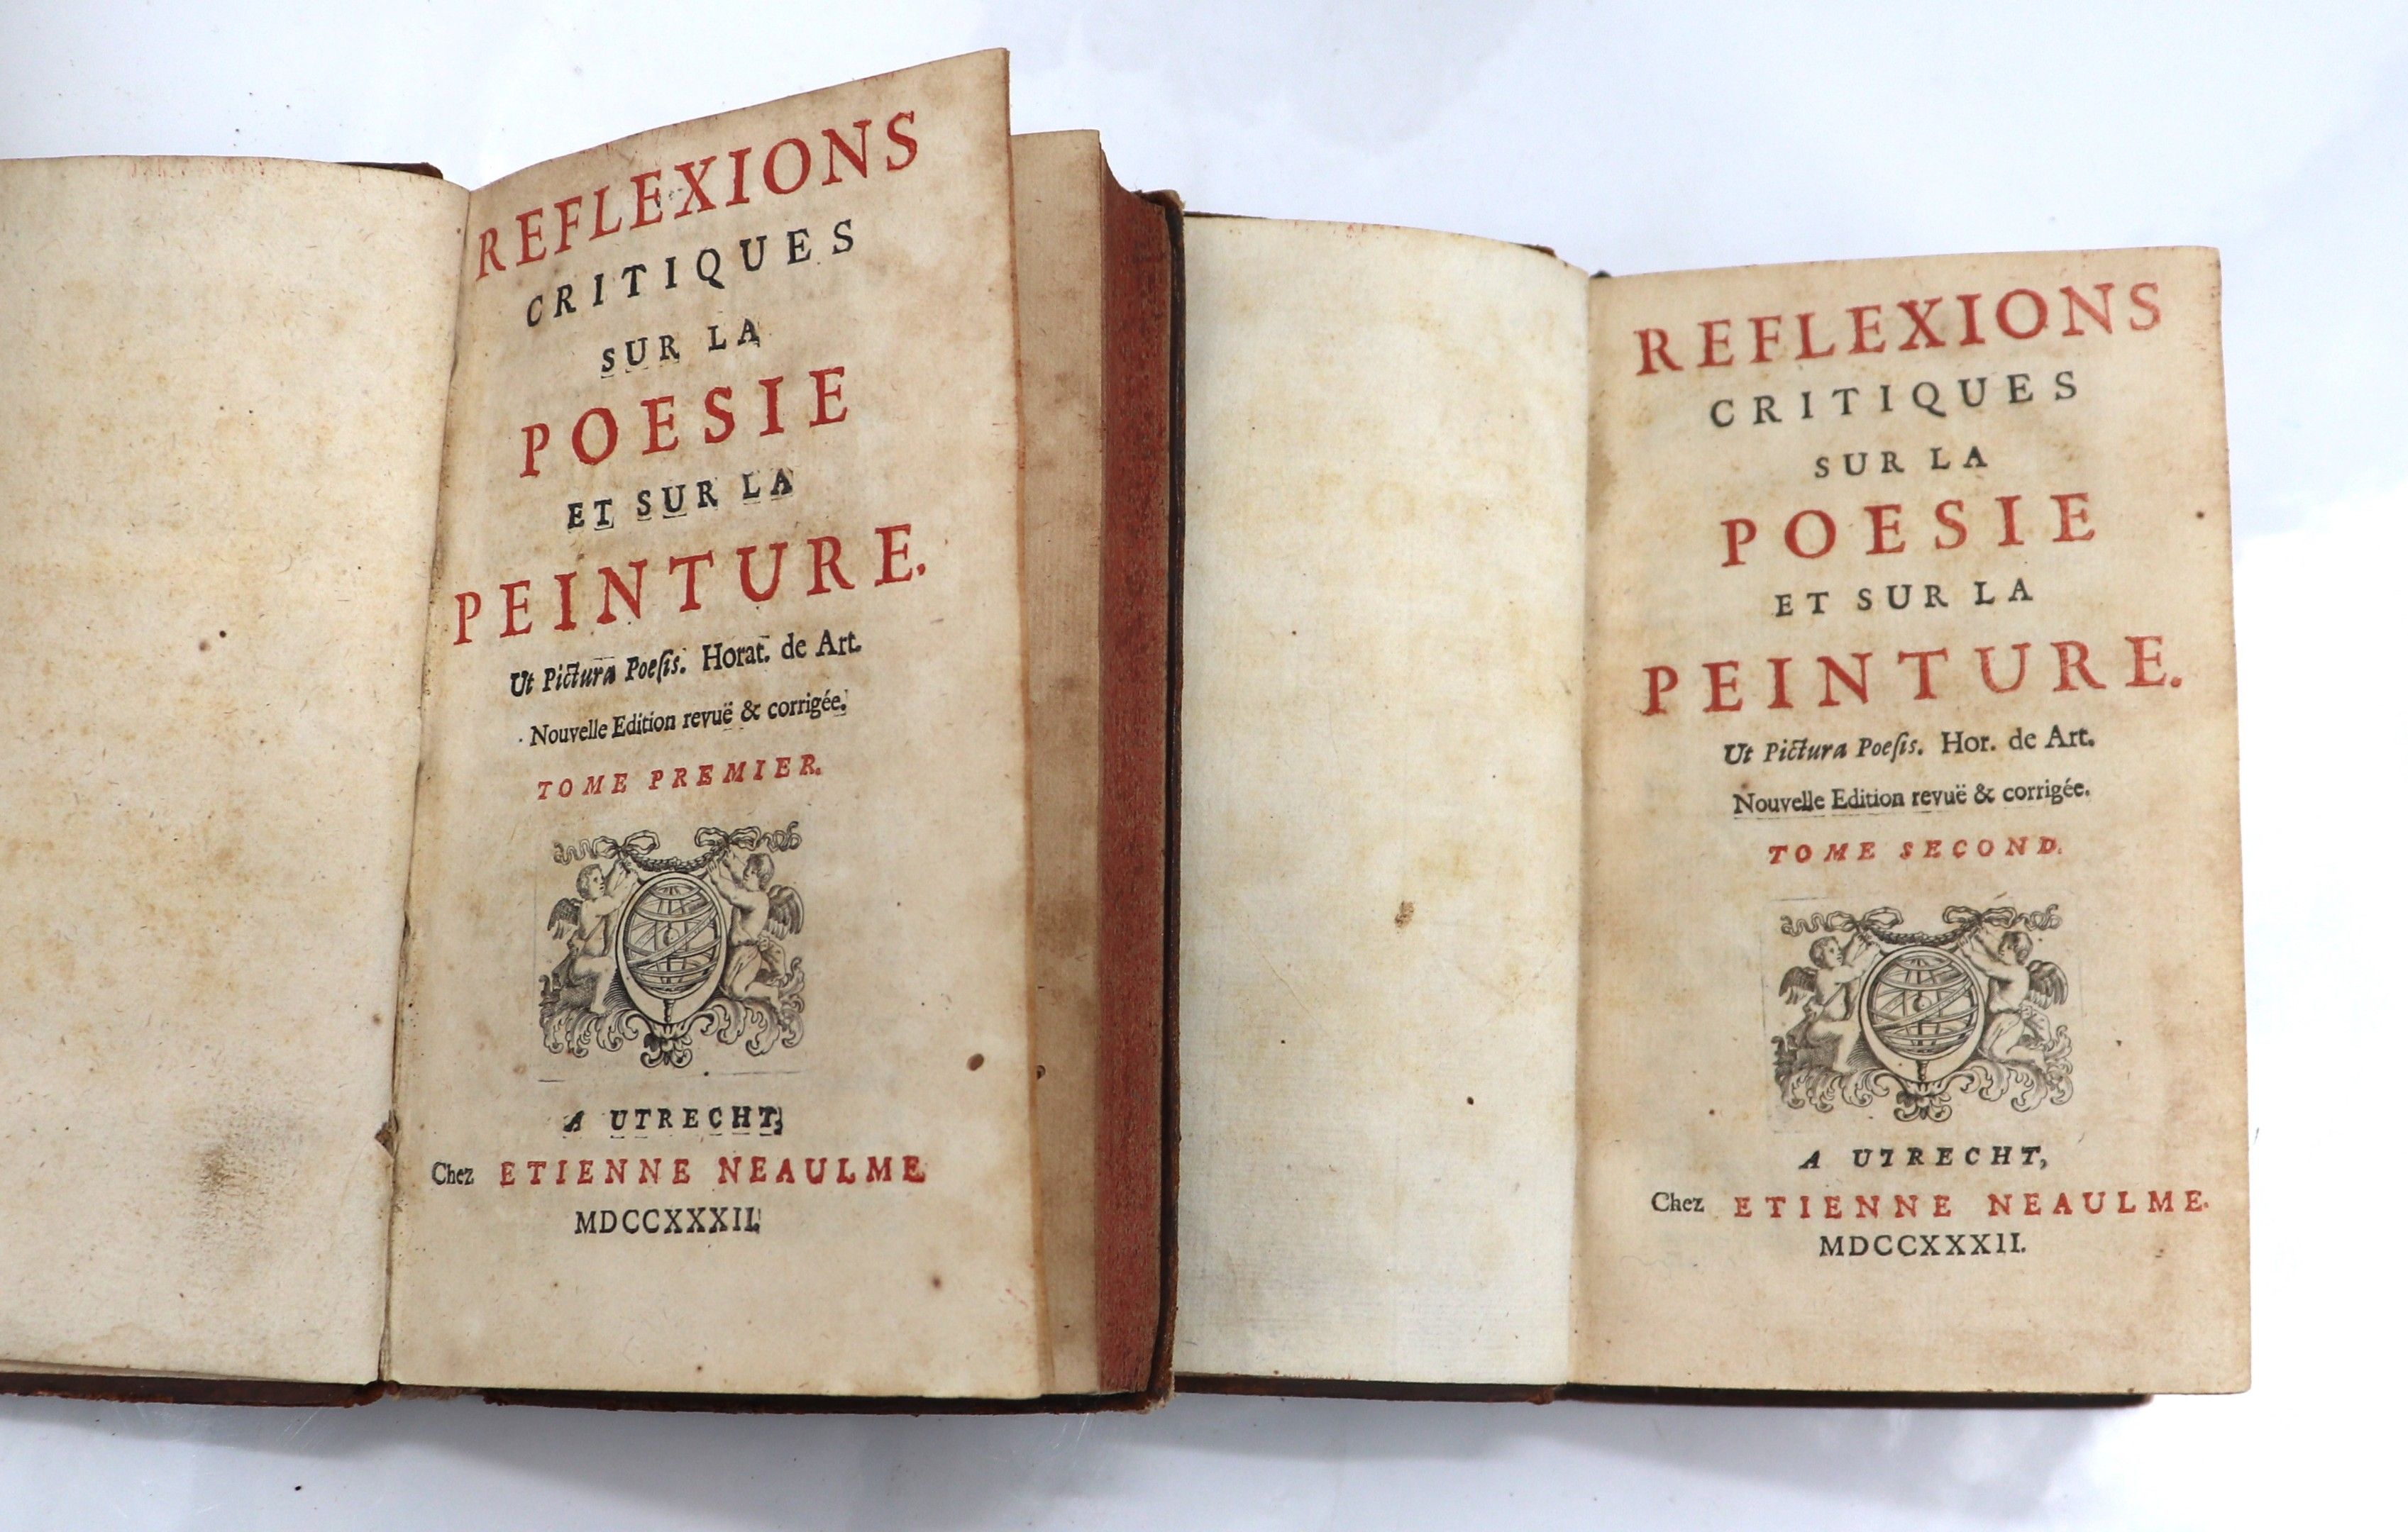 REFLEXIONS
CRITIQUES
SUR LA
POESIE
ET SUR LA
PEINTURE.
Ut Pictura Poeſis. Horat. de Art.
Nouvelle Edition revuë & corrigée.
TOME PREMIER.
A UTRECHT,
Chez ETIENNE NEAULME
MDCCXXXII.
REFLEXIONS
CRITIQUES
SUR LA
POESIE
ET SUR LA
PEINTURE.
Ut Pictura Poeſis. Hor. de Art.
Nouvelle Edition revuë & corrigée.
TOME SECOND.
A UTRECHT,
Chez ETIENNE NEAULME.
MDCCXXXII.